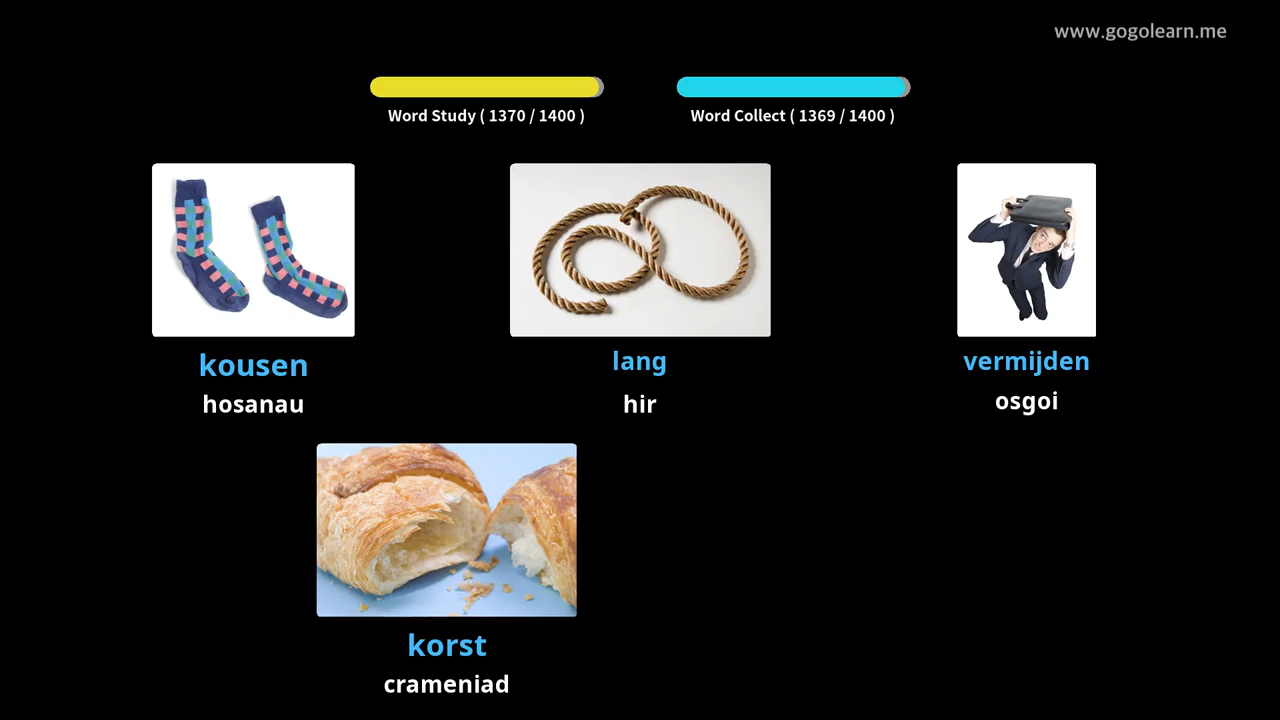 www.gogolearn.me
Word Study ( 1370 / 1400 )
Word Collect ( 1369 / 1400 )
kousen
lang
vermijden
hosanau
hir
osgoi
korst
crameniad